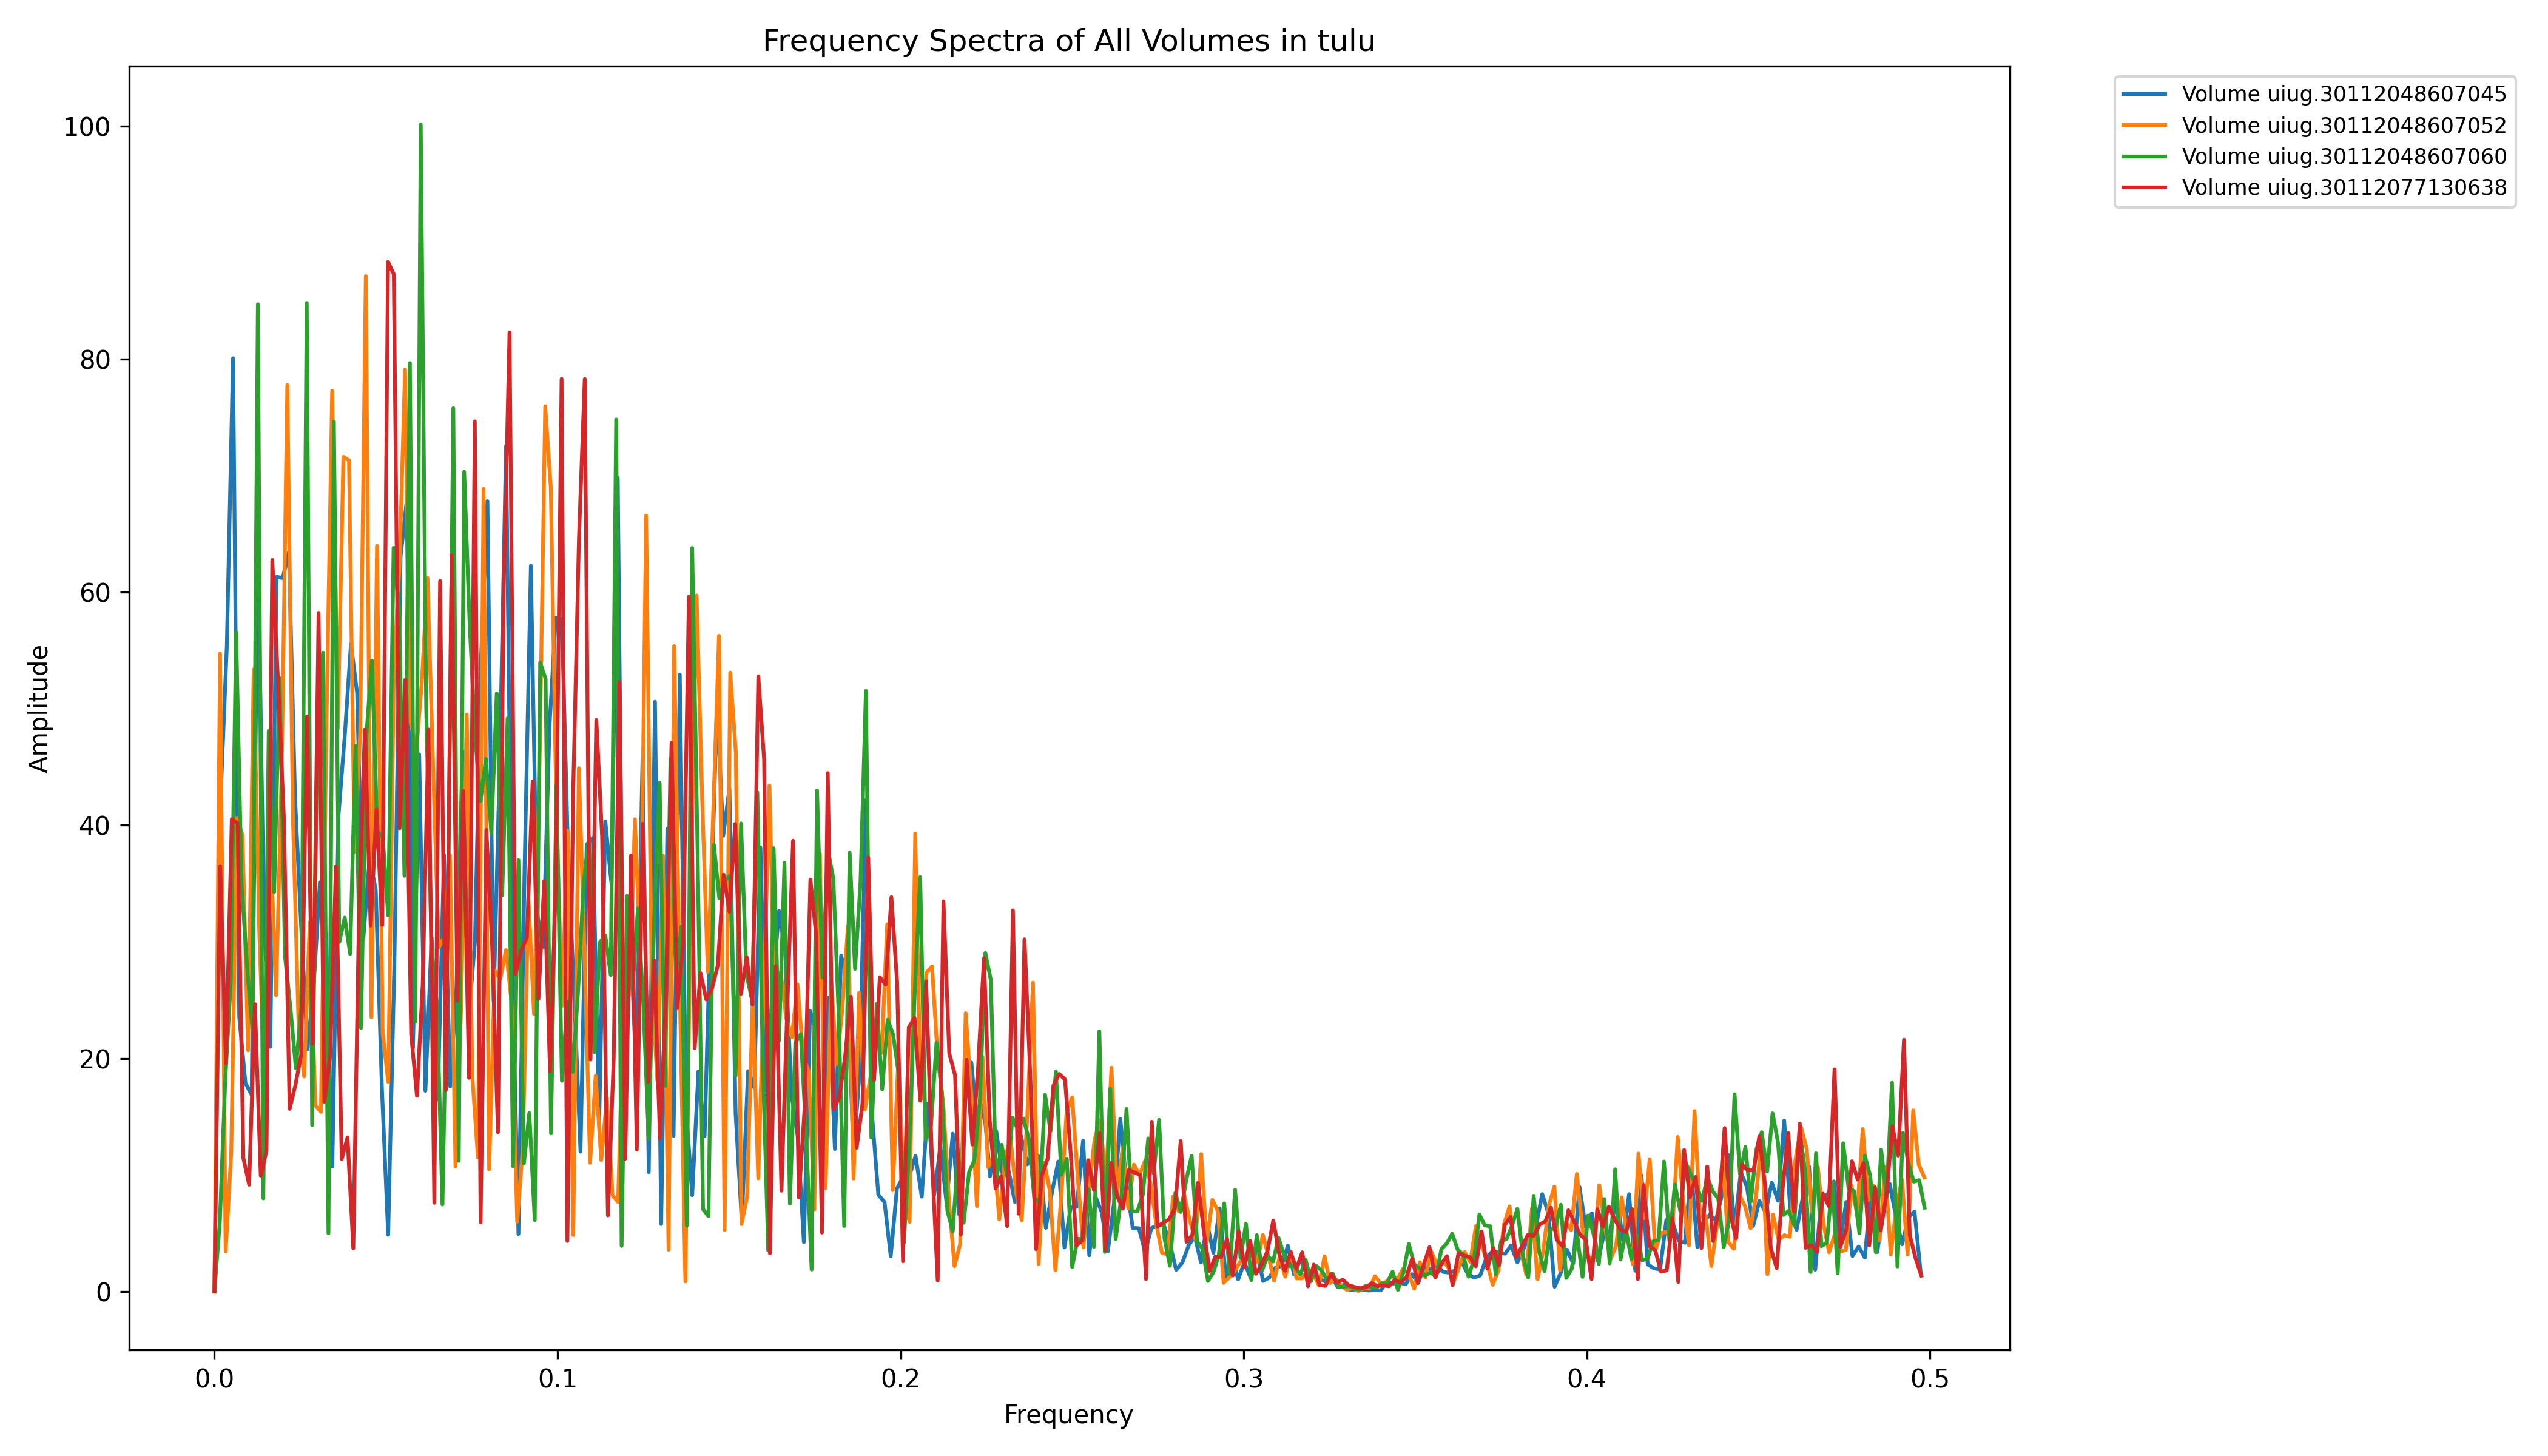 Frequency Spectra of All Volumes in tulu
Volume uiug.30112048607045
Volume uiug.30112048607052
Volume uiug.30112048607060
Volume uiug.30112077130638
Amplitude
100
80
60
40
20
0
0.0 0.1 0.2 0.3 0.4 0.5
Frequency